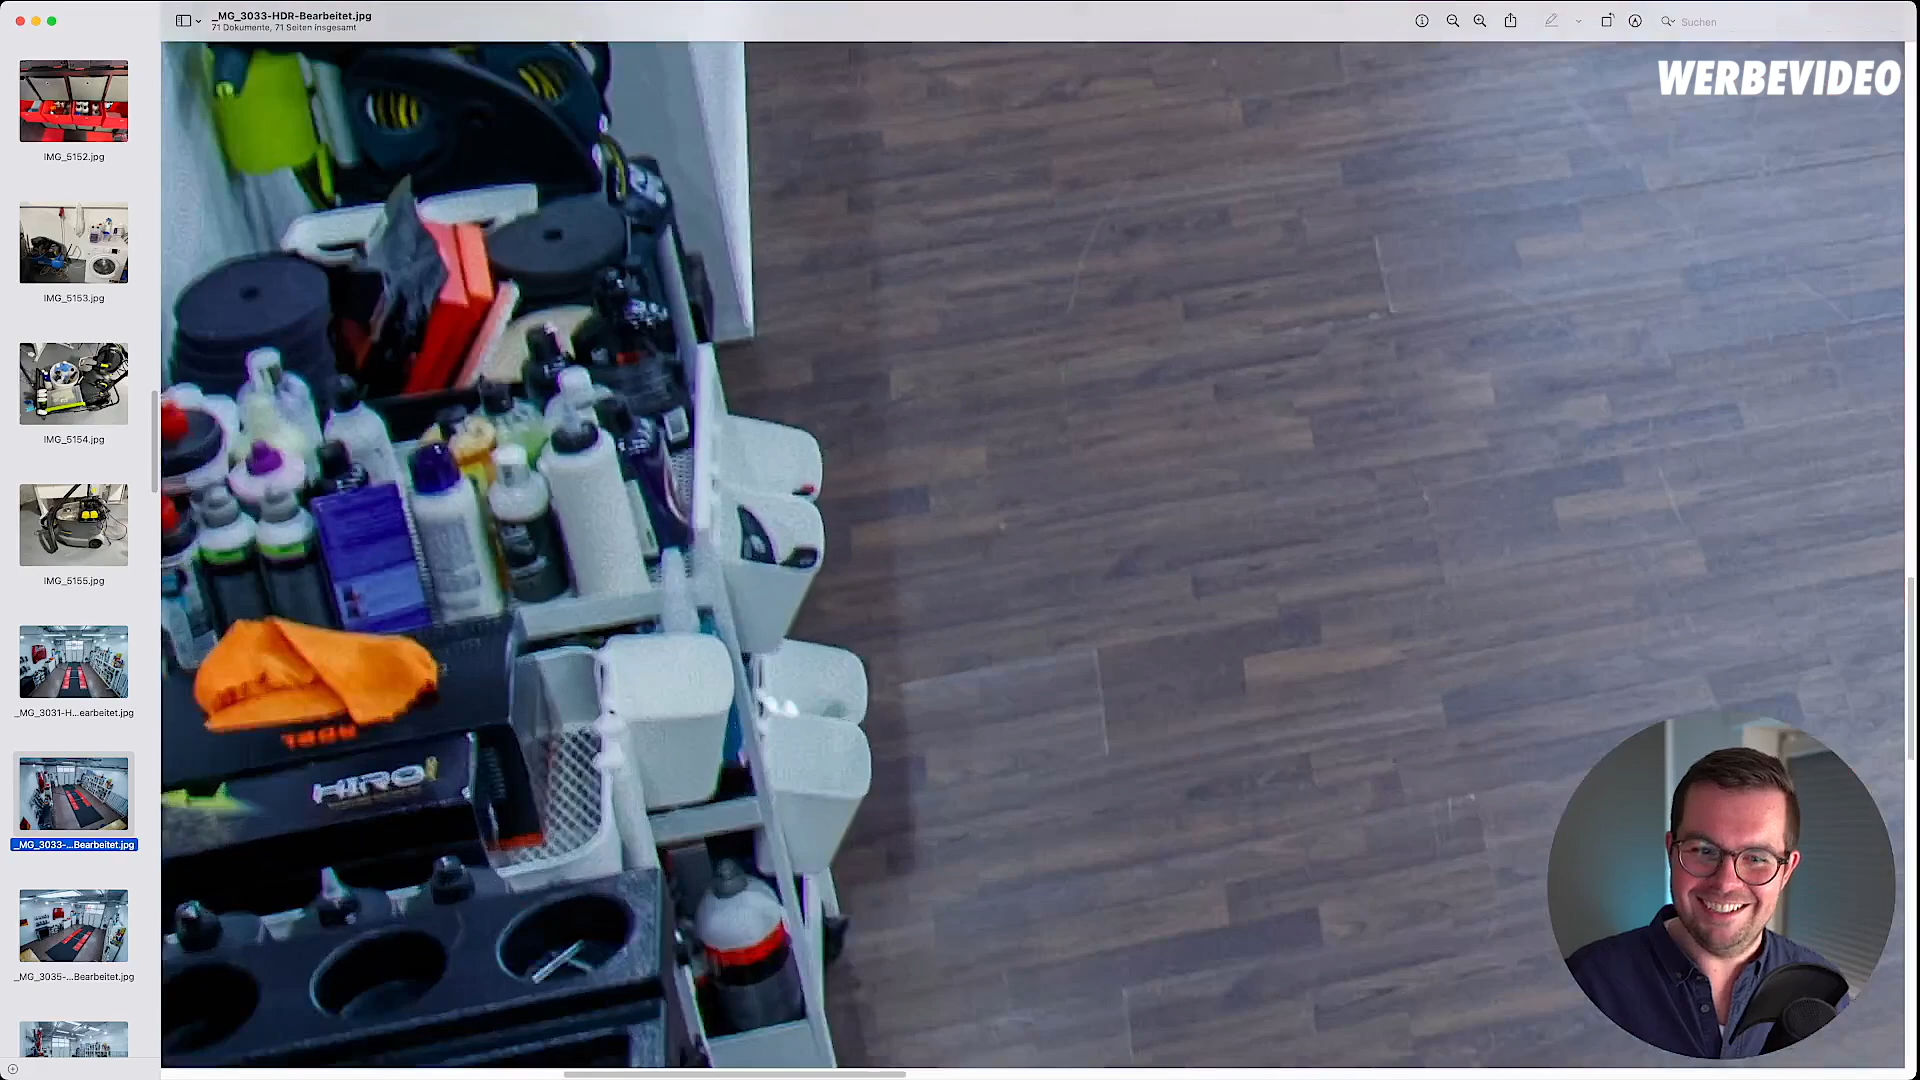 _MG_3033-HDR-Bearbeitet.jpg
71 Dokumente, 71 Seiten insgesamt
Suchen
WERBEVIDEO
IMG_5152.jpg
IMG_5153.jpg
IMG_5154.jpg
IMG_5155.jpg
_MG_3031-H...earbeitet.jpg
_MG_3033-...Bearbeitet.jpg
_MG_3035-...Bearbeitet.jpg
HIRO